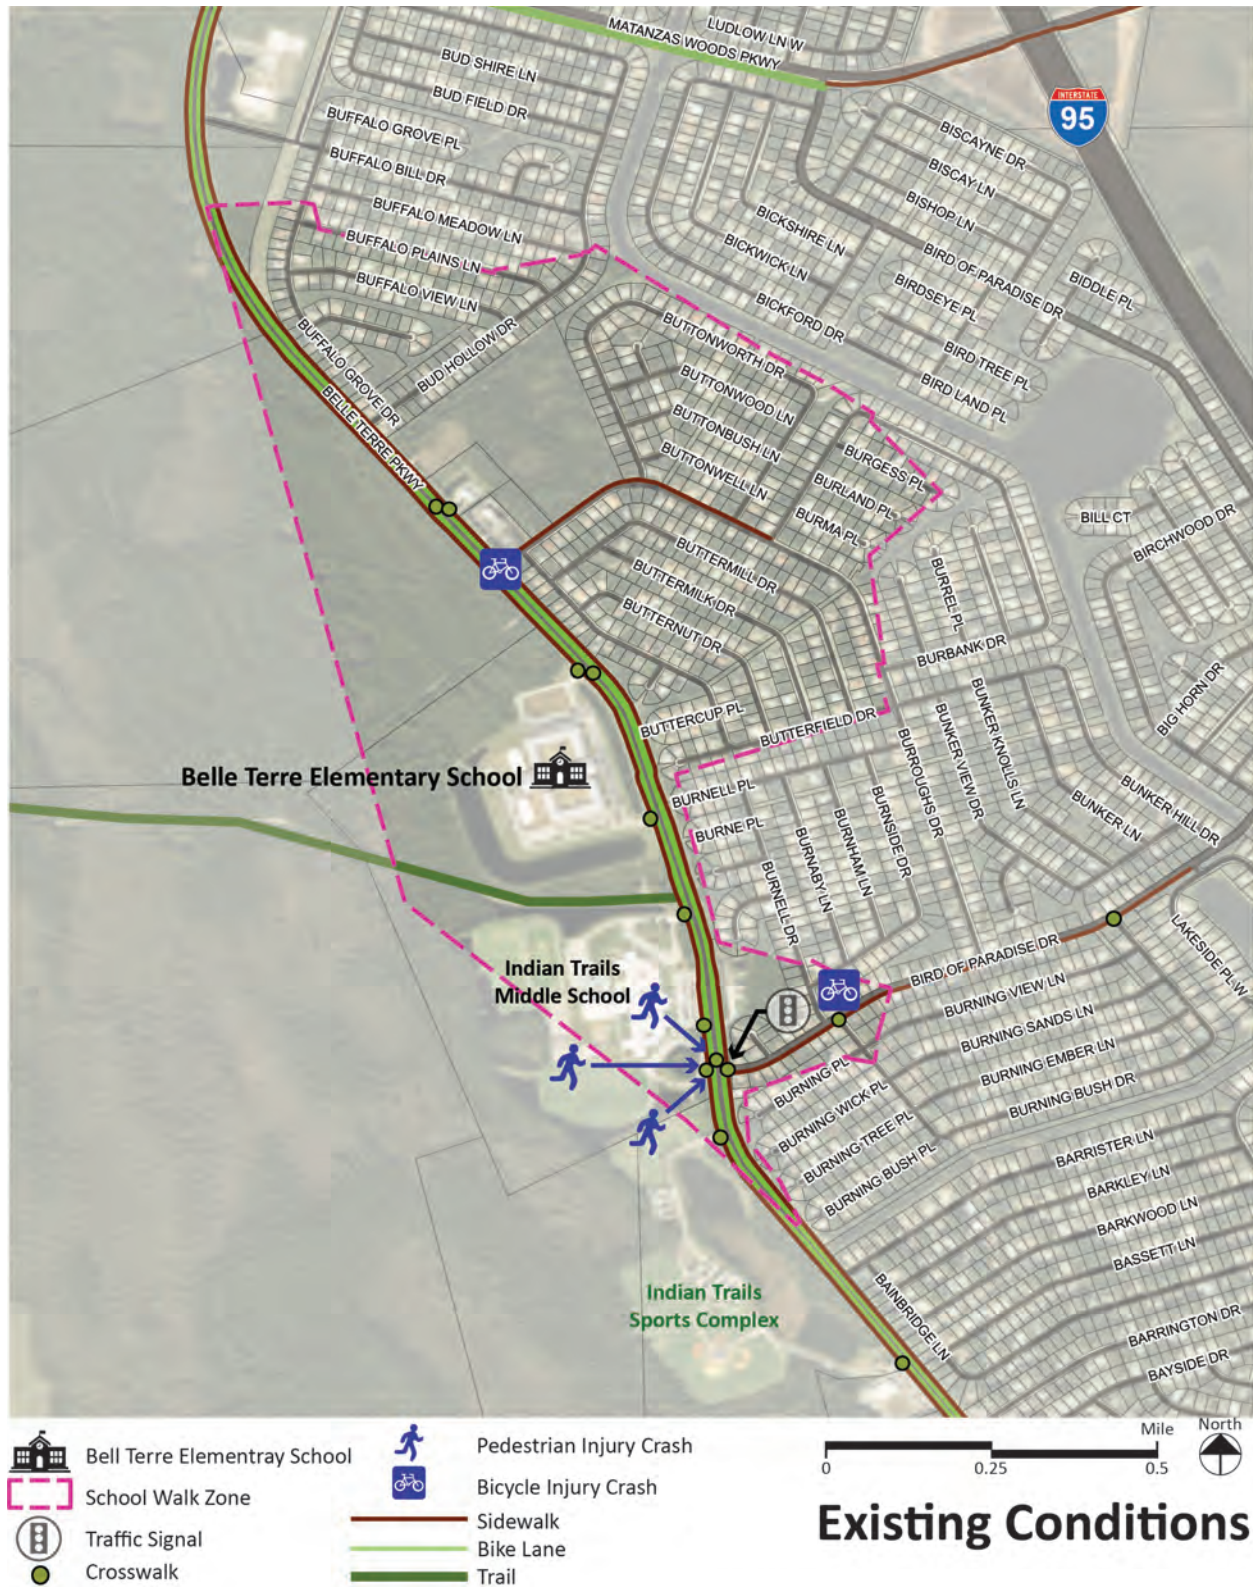 LUDLOW LN W
MATANZAS WOODS PKWY
BUD SHIRE LN
BUD FIELD DR
INTERSTATE
95
BUFFALO GROVE PL
BISCAYNE DR
BUFFALO BILL DR
BISCAY LN
BUFFALO MEADOW LN
BISHOP LN
BICKSHIRE LN
BUFFALO PLAINS LN
BICKWICK LN
BIRD OF PARADISE DR
BIDDLE PL
BUFFALO VIEW LN
BIRDSEYE PL
BICKFORD DR
BUTTONWORTH DR
BUFFALO GROVE DR
BUD HOLLOW DR
BIRD TREE PL
BUTTONWOOD LN
BIRD LAND PL
BELLE TERRE PKWY
BUTTONBUSH LN
BUTTONWELL LN
BURGESS PL
BURLAND PL
BURMA PL
BILL CT
BIRCHWOOD DR
BUTTERMILL DR
BUTTERMILK DR
BUTTERNUT DR
BURREL PL
BURBANK DR
BIG HORN DR
BUTTERCUP PL
BUTTERFIELD DR
BUNKER KNOLLS LN
BUNKER VIEW DR
BURROUGHS DR
Belle Terre Elementary School
BURNELL PL
BURNE PL
BURNSIDE DR
BURNHAM LN
BURNABY LN
BURNELL DR
BUNKER LN
BUNKER HILL DR
LAKESIDE PL W
BIRD OF PARADISE DR
Indian Trails
Middle School
BURNING VIEW LN
BURNING SANDS LN
BURNING EMBER LN
BURNING BUSH DR
BURNING PL
BURNING WICK PL
BURNING TREE PL
BURNING BUSH PL
BARRISTER LN
BARKLEY LN
BARKWOOD LN
BASSETT LN
Indian Trails
Sports Complex
BAINBRIDGE LN
BARRINGTON DR
BAYSIDE DR
Bell Terre Elementray School
School Walk Zone
Traffic Signal
Crosswalk
Pedestrian Injury Crash
Bicycle Injury Crash
Sidewalk
Bike Lane
Trail
Mile
North
0
0.25
0.5
Existing Conditions